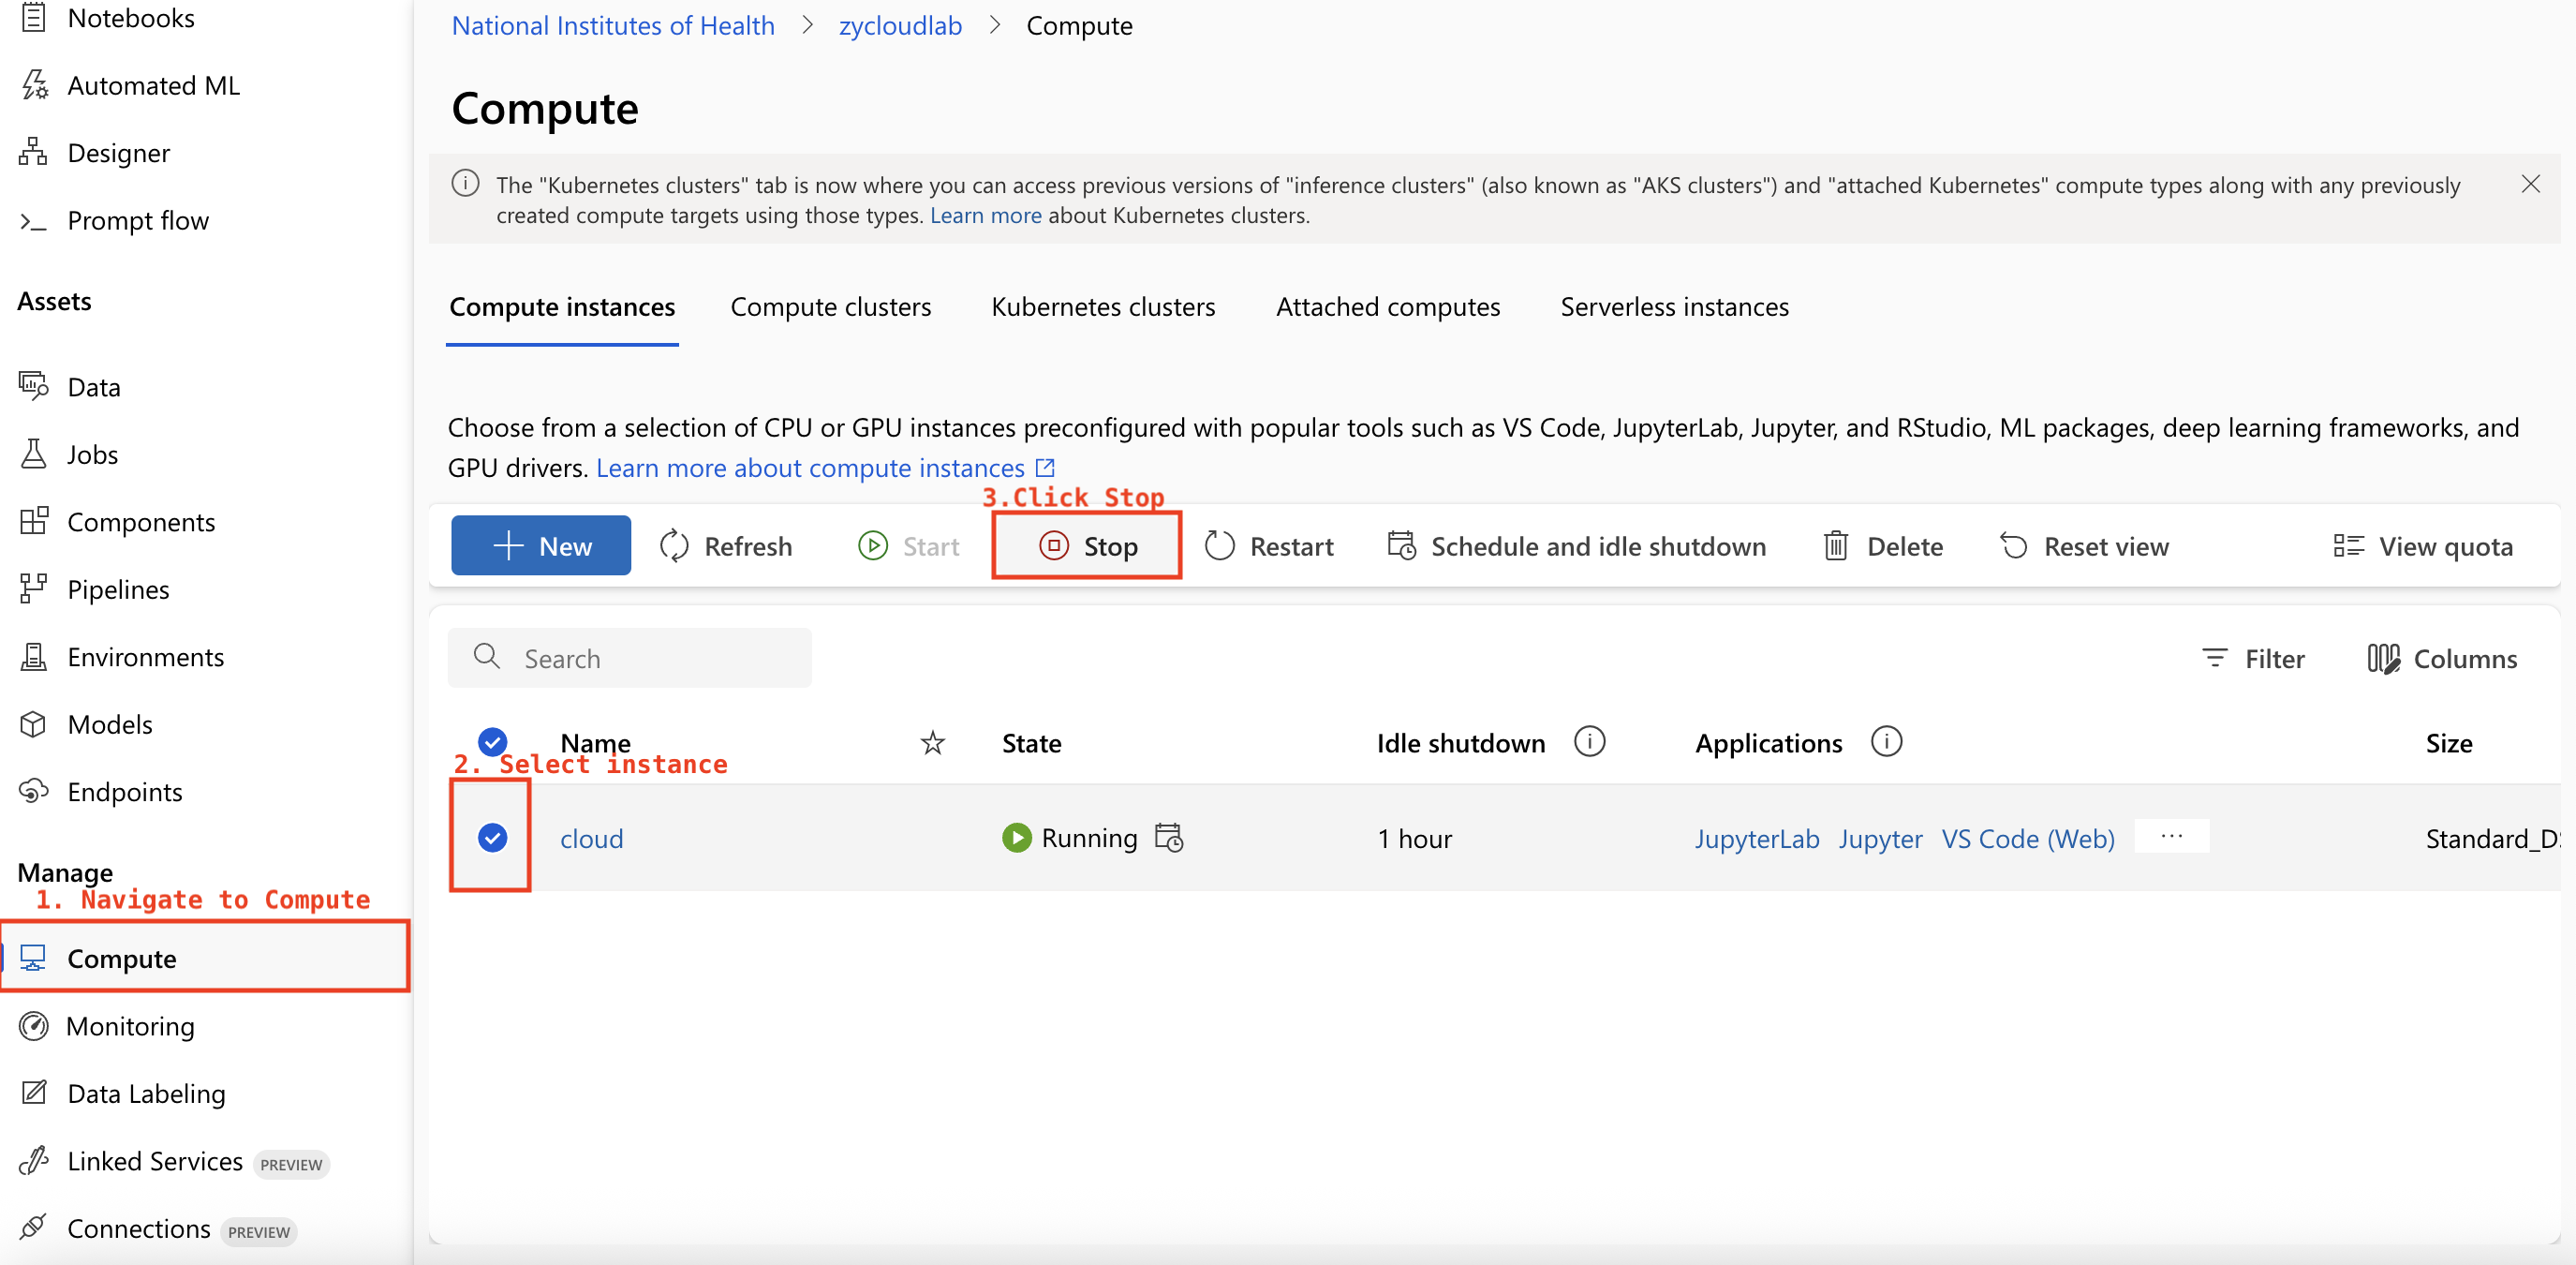 Notebooks
Automated ML
Designer
Prompt flow
Assets
Data
Jobs
Components
Pipelines
Environments
Models
Endpoints
Manage
1. Navigate to Compute
Compute
Monitoring
Data Labeling
Linked Services PREVIEW
Connections PREVIEW
National Institutes of Health > zycloudlab > Compute
Compute
The "Kubernetes clusters" tab is now where you can access previous versions of "inference clusters" (also known as "AKS clusters") and "attached Kubernetes" compute types along with any previously
created compute targets using those types. Learn more about Kubernetes clusters.
Compute instances Compute clusters Kubernetes clusters Attached computes Serverless instances
Choose from a selection of CPU or GPU instances preconfigured with popular tools such as VS Code, JupyterLab, Jupyter, and RStudio, ML packages, deep learning frameworks, and
GPU drivers. Learn more about compute instances
3.Click Stop
New Refresh Start Stop Restart Schedule and idle shutdown Delete Reset view View quota
Search Filter Columns
Name State Idle shutdown Applications Size
2. Select instance
cloud Running 1 hour JupyterLab Jupyter VS Code (Web) ... Standard_D